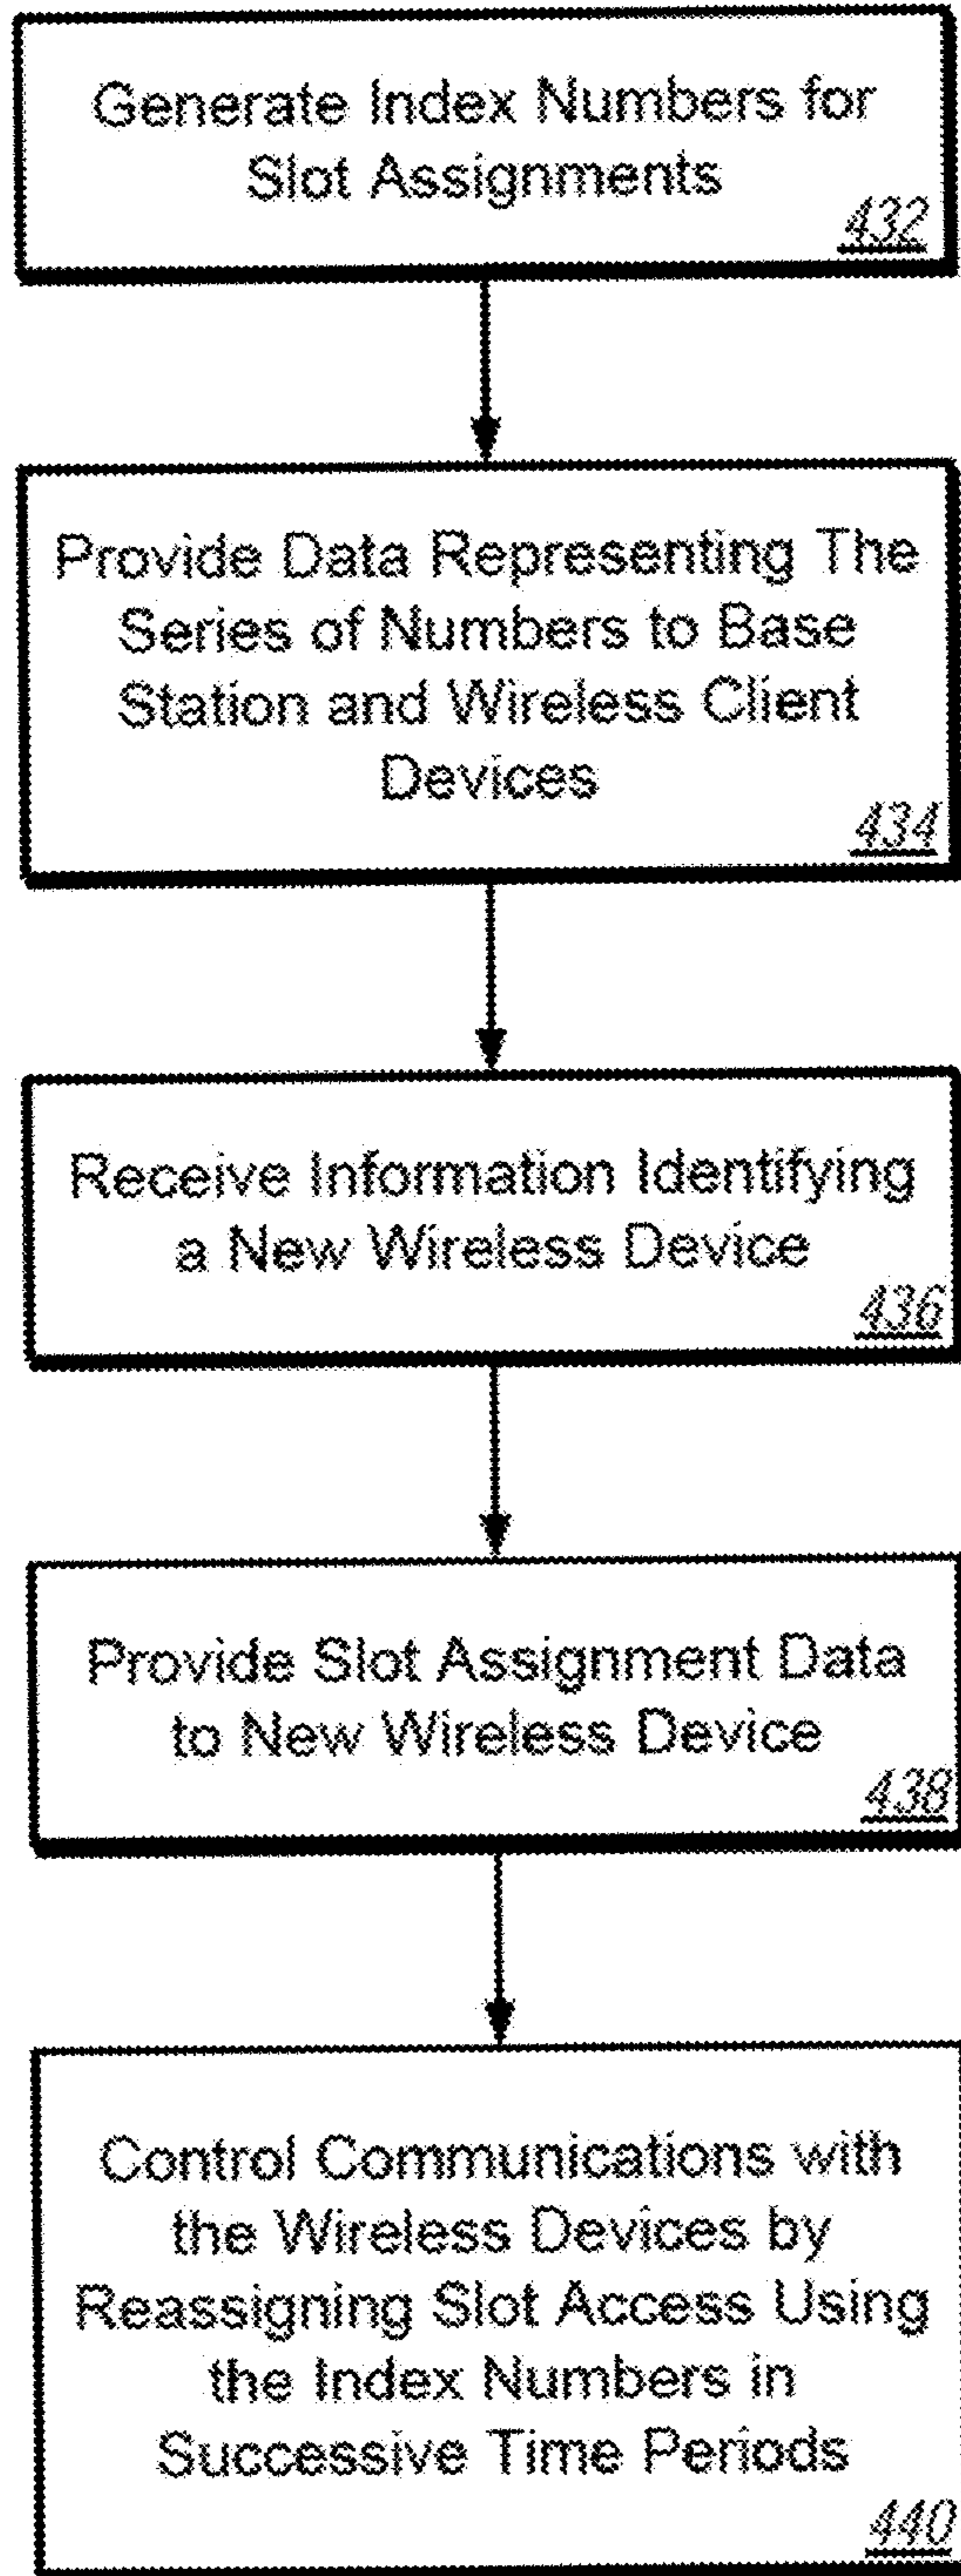 Generate Index Numbers for
Slot Assignments
432
Provide Data Representing The
Series of Numbers to Base
Station and Wireless Client
Devices
434
Receive Information Identifying
a New Wireless Device
436
Provide Slot Assignment Data
to New Wireless Device
438
Control Communications with
the Wireless Devices by
Reassigning Slot Access Using
the Index Numbers in
Successive Time Periods
440